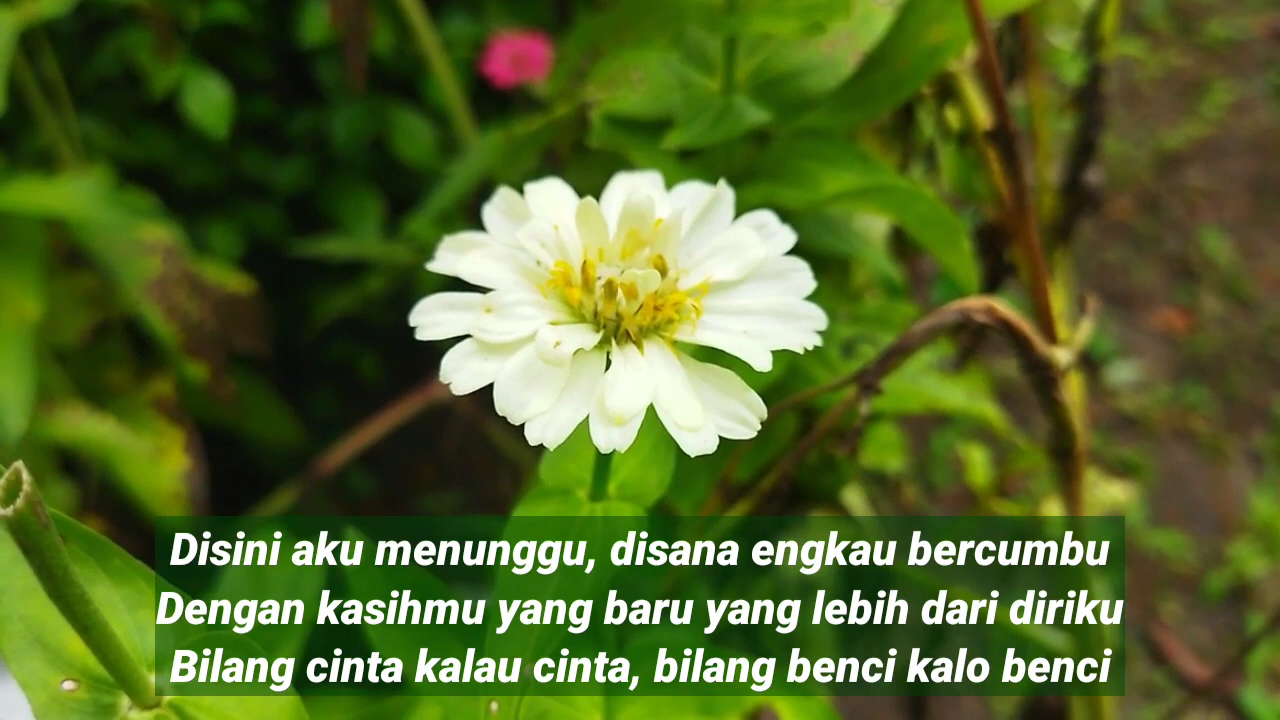 Disini aku menunggu, disana engkau bercumbu
Dengan kasihmu yang baru yang lebih dari diriku
Bilang cinta kalau cinta, bilang benci kalo benci